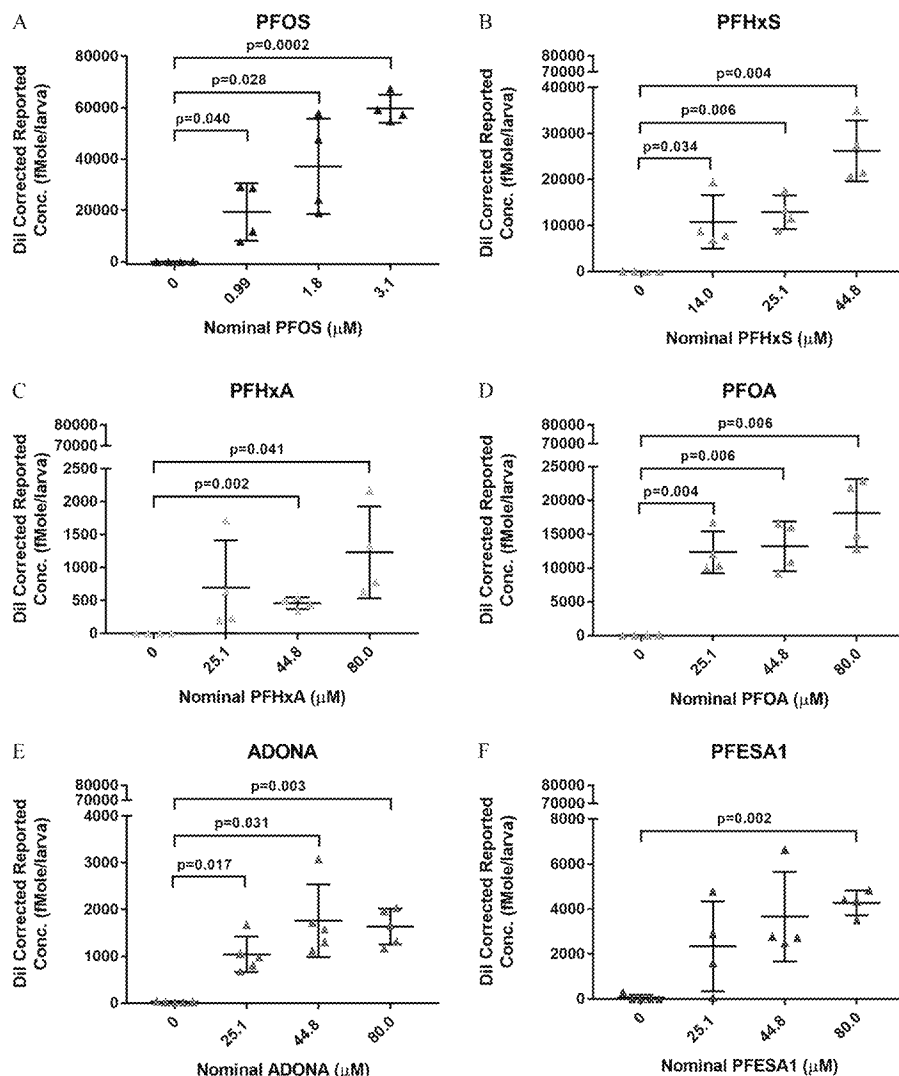 A
PFOS
p=0.0002
p=0.028
p=0.040
80000
60000
40000
20000
0
Dil Corrected Reported
Conc. (fMole/larva)
0
0.99
1.8
3.1
Nominal PFOS (µM)
B
PFHxS
p=0.004
p=0.006
p=0.034
80000
70000
40000
30000
20000
10000
0
Dil Corrected Reported
Conc. (fMole/larva)
0
14.0
25.1
44.8
Nominal PFHxS (µM)
C
PFHxA
p=0.041
p=0.002
80000
70000
2500
2000
1500
1000
500
0
Dil Corrected Reported
Conc. (fMole/larva)
0
25.1
44.8
80.0
Nominal PFHxA (µM)
D
PFOA
p=0.006
p=0.006
p=0.004
80000
70000
25000
20000
15000
10000
5000
0
Dil Corrected Reported
Conc. (fMole/larva)
0
25.1
44.8
80.0
Nominal PFOA (µM)
E
ADONA
p=0.003
p=0.031
p=0.017
80000
70000
4000
3000
2000
1000
0
Dil Corrected Reported
Conc. (fMole/larva)
0
25.1
44.8
80.0
Nominal ADONA (µM)
F
PFESA1
p=0.002
80000
70000
8000
6000
4000
2000
0
Dil Corrected Reported
Conc. (fMole/larva)
0
25.1
44.8
80.0
Nominal PFESA1 (µM)